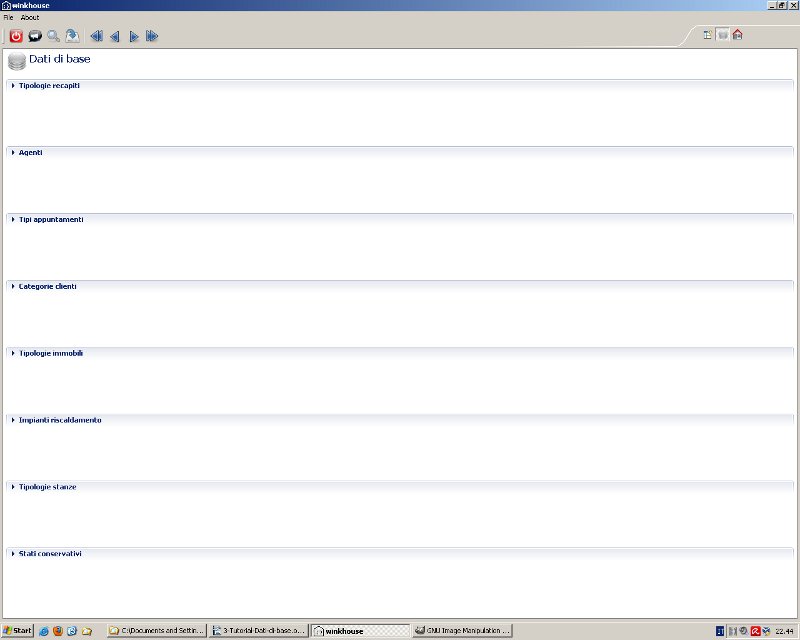 winkhouse
File About
Dati di base
Tipologie recapiti
Agenti
Tipi appuntamenti
Categorie clienti
Tipologie immobili
Impianti riscaldamento
Tipologie stanze
Stati conservativi
Start C:\Documents and Settin... 3-Tutorial-Dati-di-base.o... winkhouse GNU Image Manipulation ... IT 22.44